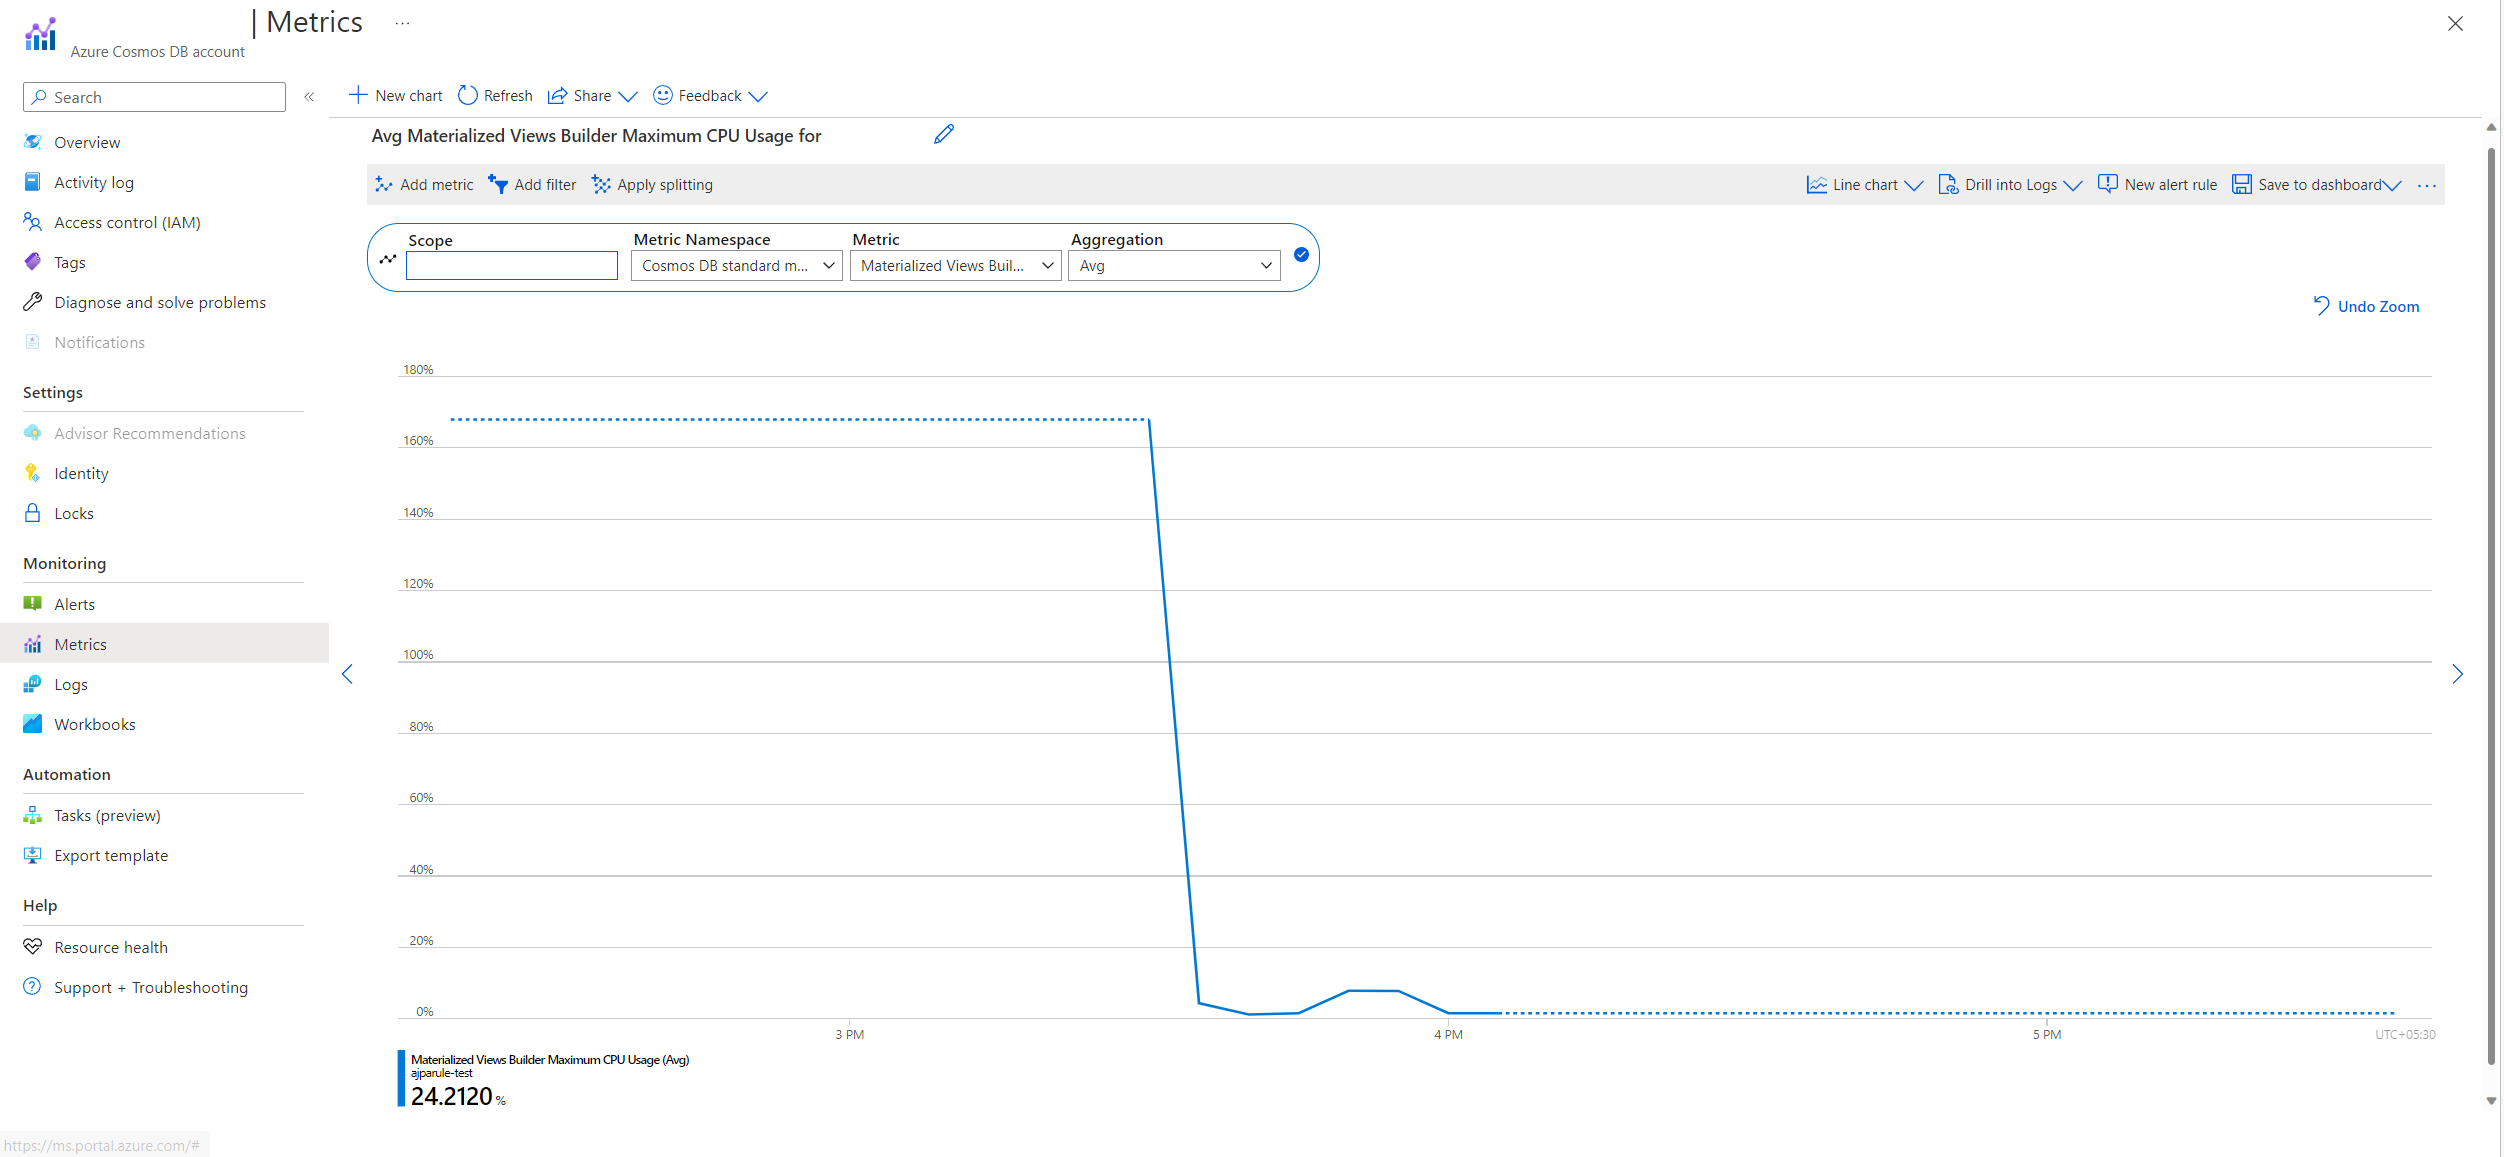 | Metrics ...
Azure Cosmos DB account
Search
«
Overview
Activity log
Access control (IAM)
Tags
Diagnose and solve problems
Notifications
Settings
Advisor Recommendations
Identity
Locks
Monitoring
Alerts
Metrics
Logs
Workbooks
Automation
Tasks (preview)
Export template
Help
Resource health
Support + Troubleshooting
New chart Refresh Share Feedback
Avg Materialized Views Builder Maximum CPU Usage for
Add metric Add filter Apply splitting Line chart Drill into Logs New alert rule Save to dashboard ...
Scope Metric Namespace Metric Aggregation
Cosmos DB standard m... Materialized Views Buil... Avg
Undo Zoom
180%
160%
140%
120%
100%
80%
60%
40%
20%
0%
3 PM 4 PM 5 PM UTC+05:30
Materialized Views Builder Maximum CPU Usage (Avg)
ajparule-test
24.2120 %
https://ms.portal.azure.com/#